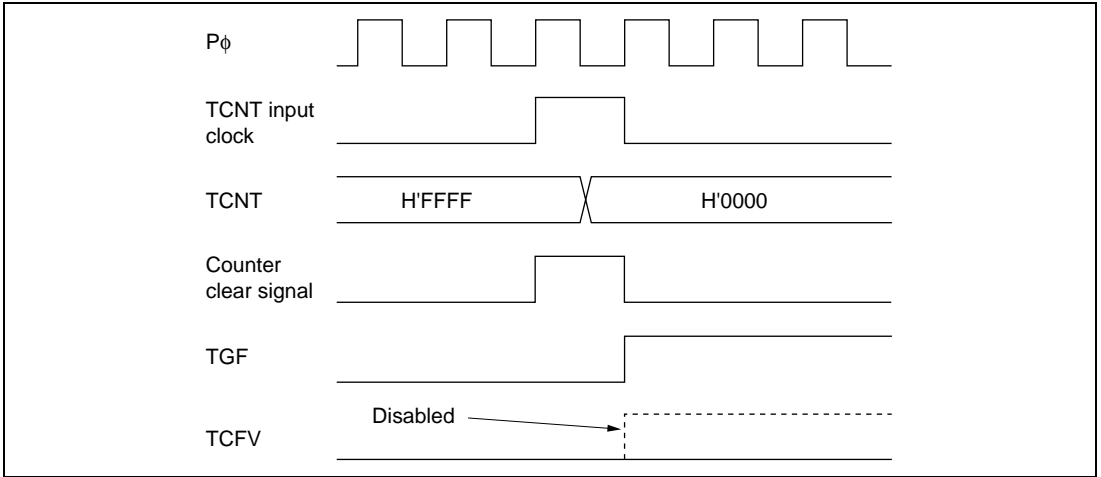 Pϕ
TCNT input
clock
TCNT
H'FFFF
H'0000
Counter
clear signal
TGF
Disabled
TCFV